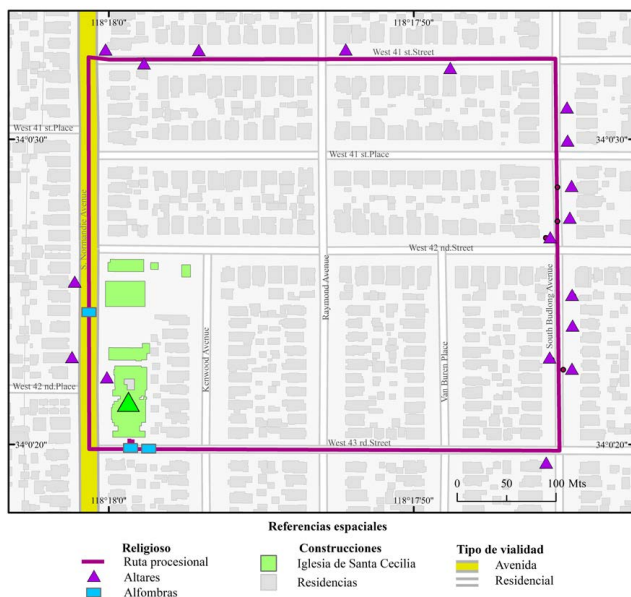 118°18'0"
118°17'50"
West 41 st.Street
West 41 st.Place
34°0'30"
34°0'30"
West 41 st.Place
S. Normandie Avenue
West 42 nd.Street
Raymond Avenue
South Budlong Avenue
Kenwood Avenue
Van Buren Place
West 42 nd.Place
34°0'20"
West 43 rd.Street
34°0'20"
0 50 100 Mts
118°18'0"
118°17'50"
Referencias espaciales
Religioso
Ruta procesional
Altares
Alfombras
Construcciones
Iglesia de Santa Cecilia
Residencias
Tipo de vialidad
Avenida
Residencial